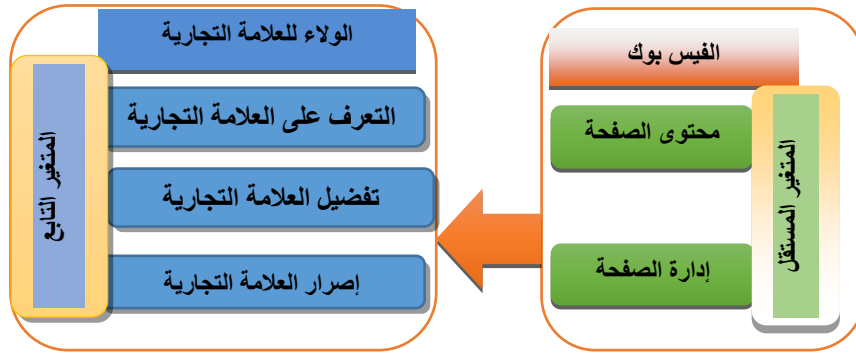 الفيس بوك
محتوى الصفحة
إدارة الصفحة
المتغير المستقل
الولاء للعلامة التجارية
التعرف على العلامة التجارية
تفضيل العلامة التجارية
إصرار العلامة التجارية
المتغير التابع